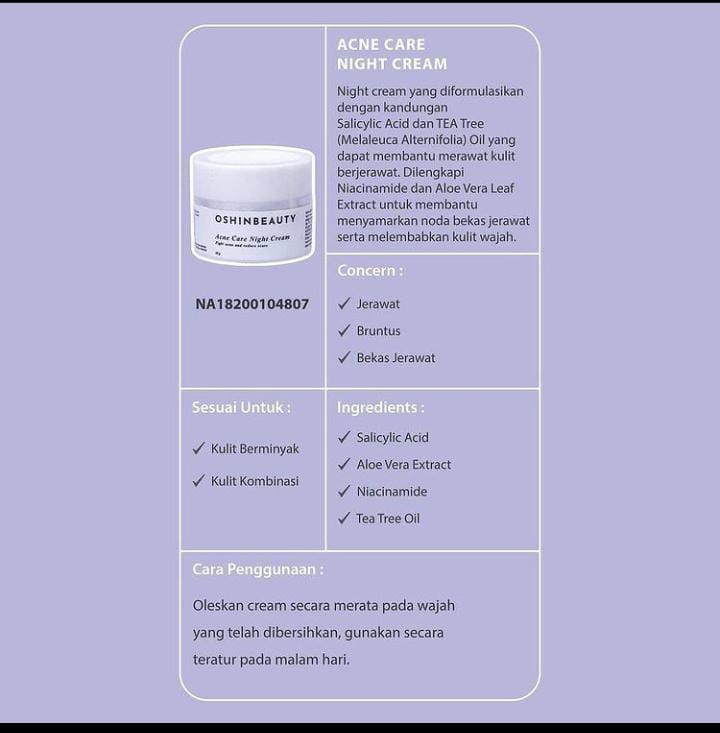 ACNE CARE
NIGHT CREAM
Night cream yang diformulasikan
dengan kandungan
Salicylic Acid dan TEA Tree
(Melaleuca Alternifolia) Oil yang
dapat membantu merawat kulit
berjerawat. Dilengkapi
Niacinamide dan Aloe Vera Leaf
Extract untuk membantu
menyamarkan noda bekas jerawat
serta melembabkan kulit wajah.
OSHINBEAUTY
Acne Care Night Cream
Fight acne and reduce scars
NA18200104807
Concern :
Jerawat
Bruntus
Bekas Jerawat
Sesuai Untuk :
Kulit Berminyak
Kulit Kombinasi
Ingredients :
Salicylic Acid
Aloe Vera Extract
Niacinamide
Tea Tree Oil
Cara Penggunaan :
Oleskan cream secara merata pada wajah
yang telah dibersihkan, gunakan secara
teratur pada malam hari.